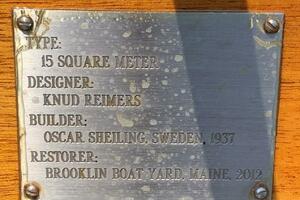 TYPE:
15 SQUARE METER
DESIGNER:
KNUD REIMERS
BUILDER:
OSCAR SHEILING, SWEDEN, 1937
RESTORER:
BROOKLIN BOAT YARD, MAINE, 2012